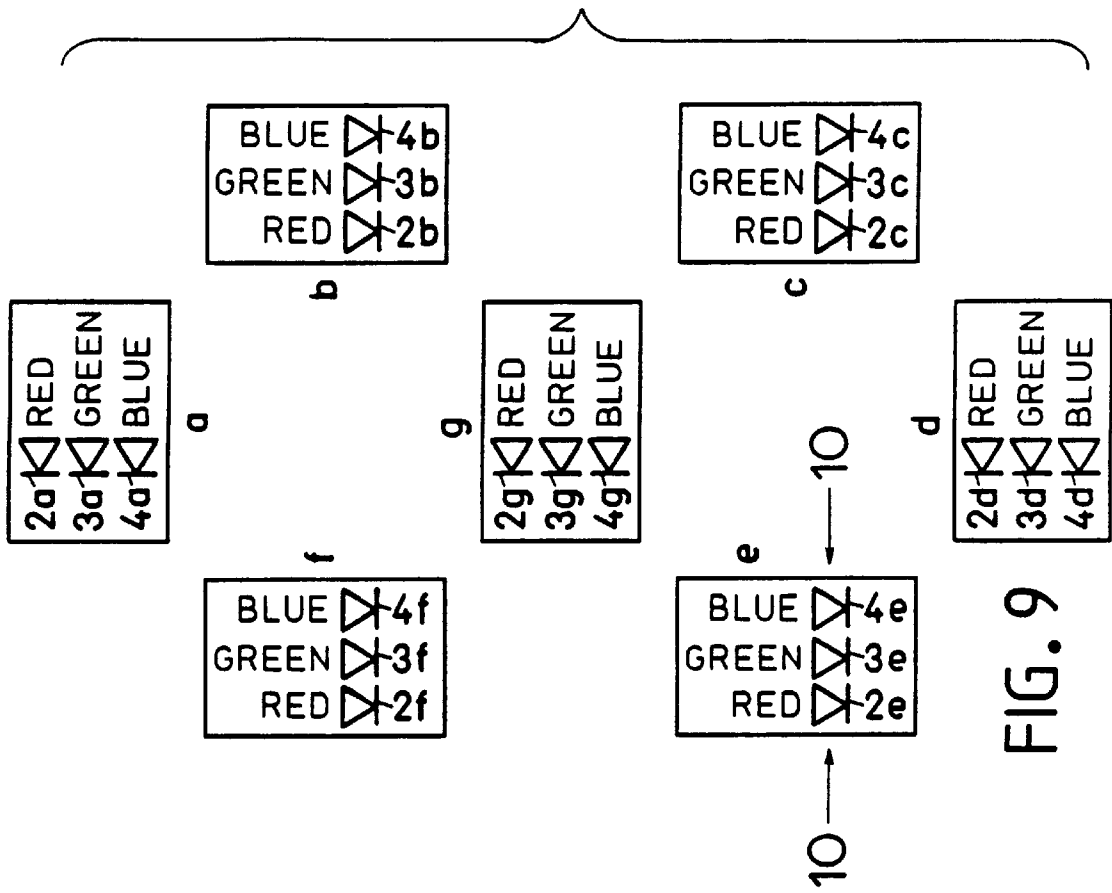 2a RED
3a GREEN
4a BLUE
a
BLUE 4f
GREEN 3f
RED 2f
f
BLUE 4b
GREEN 3b
RED 2b
b
2g RED
3g GREEN
4g BLUE
g
BLUE 4e
GREEN 3e
RED 2e
e
10
10
BLUE 4c
GREEN 3c
RED 2c
c
2d RED
3d GREEN
4d BLUE
d
FIG. 9